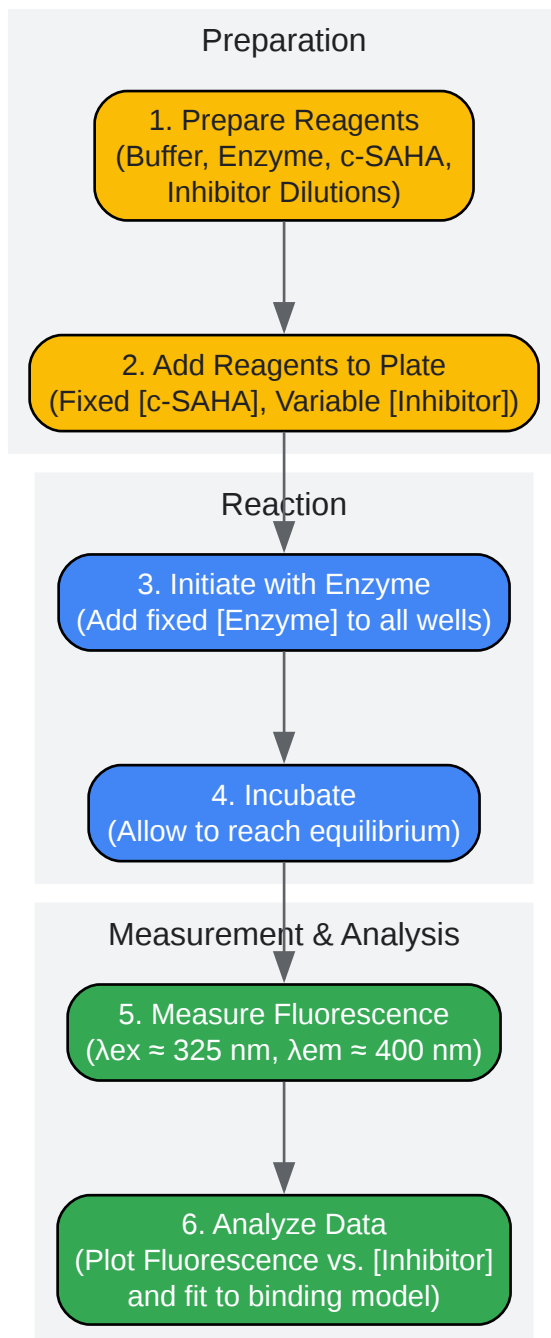 Preparation
1. Prepare Reagents
(Buffer, Enzyme, c-SAHA,
Inhibitor Dilutions)
2. Add Reagents to Plate
(Fixed [c-SAHA], Variable [Inhibitor])
Reaction
3. Initiate with Enzyme
(Add fixed [Enzyme] to all wells)
4. Incubate
(Allow to reach equilibrium)
Measurement & Analysis
5. Measure Fluorescence
(λex ≈ 325 nm, λem ≈ 400 nm)
6. Analyze Data
(Plot Fluorescence vs. [Inhibitor]
and fit to binding model)